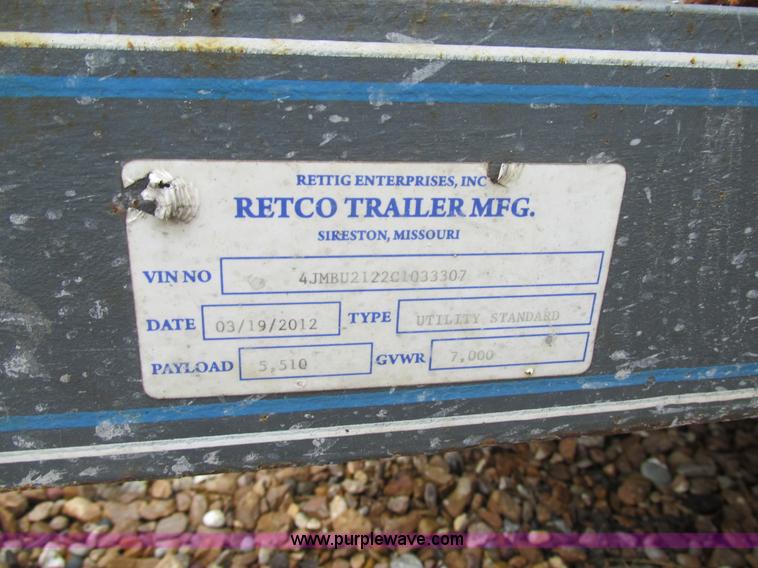 RETTIG ENTERPRISES, INC
RETCO TRAILER MFG.
SIKESTON, MISSOURI
VIN NO 4JMBU2122C1033307
DATE 03/19/2012 TYPE UTILITY STANDARD
PAYLOAD 5,510 GVWR 7,000
www.purplewave.com